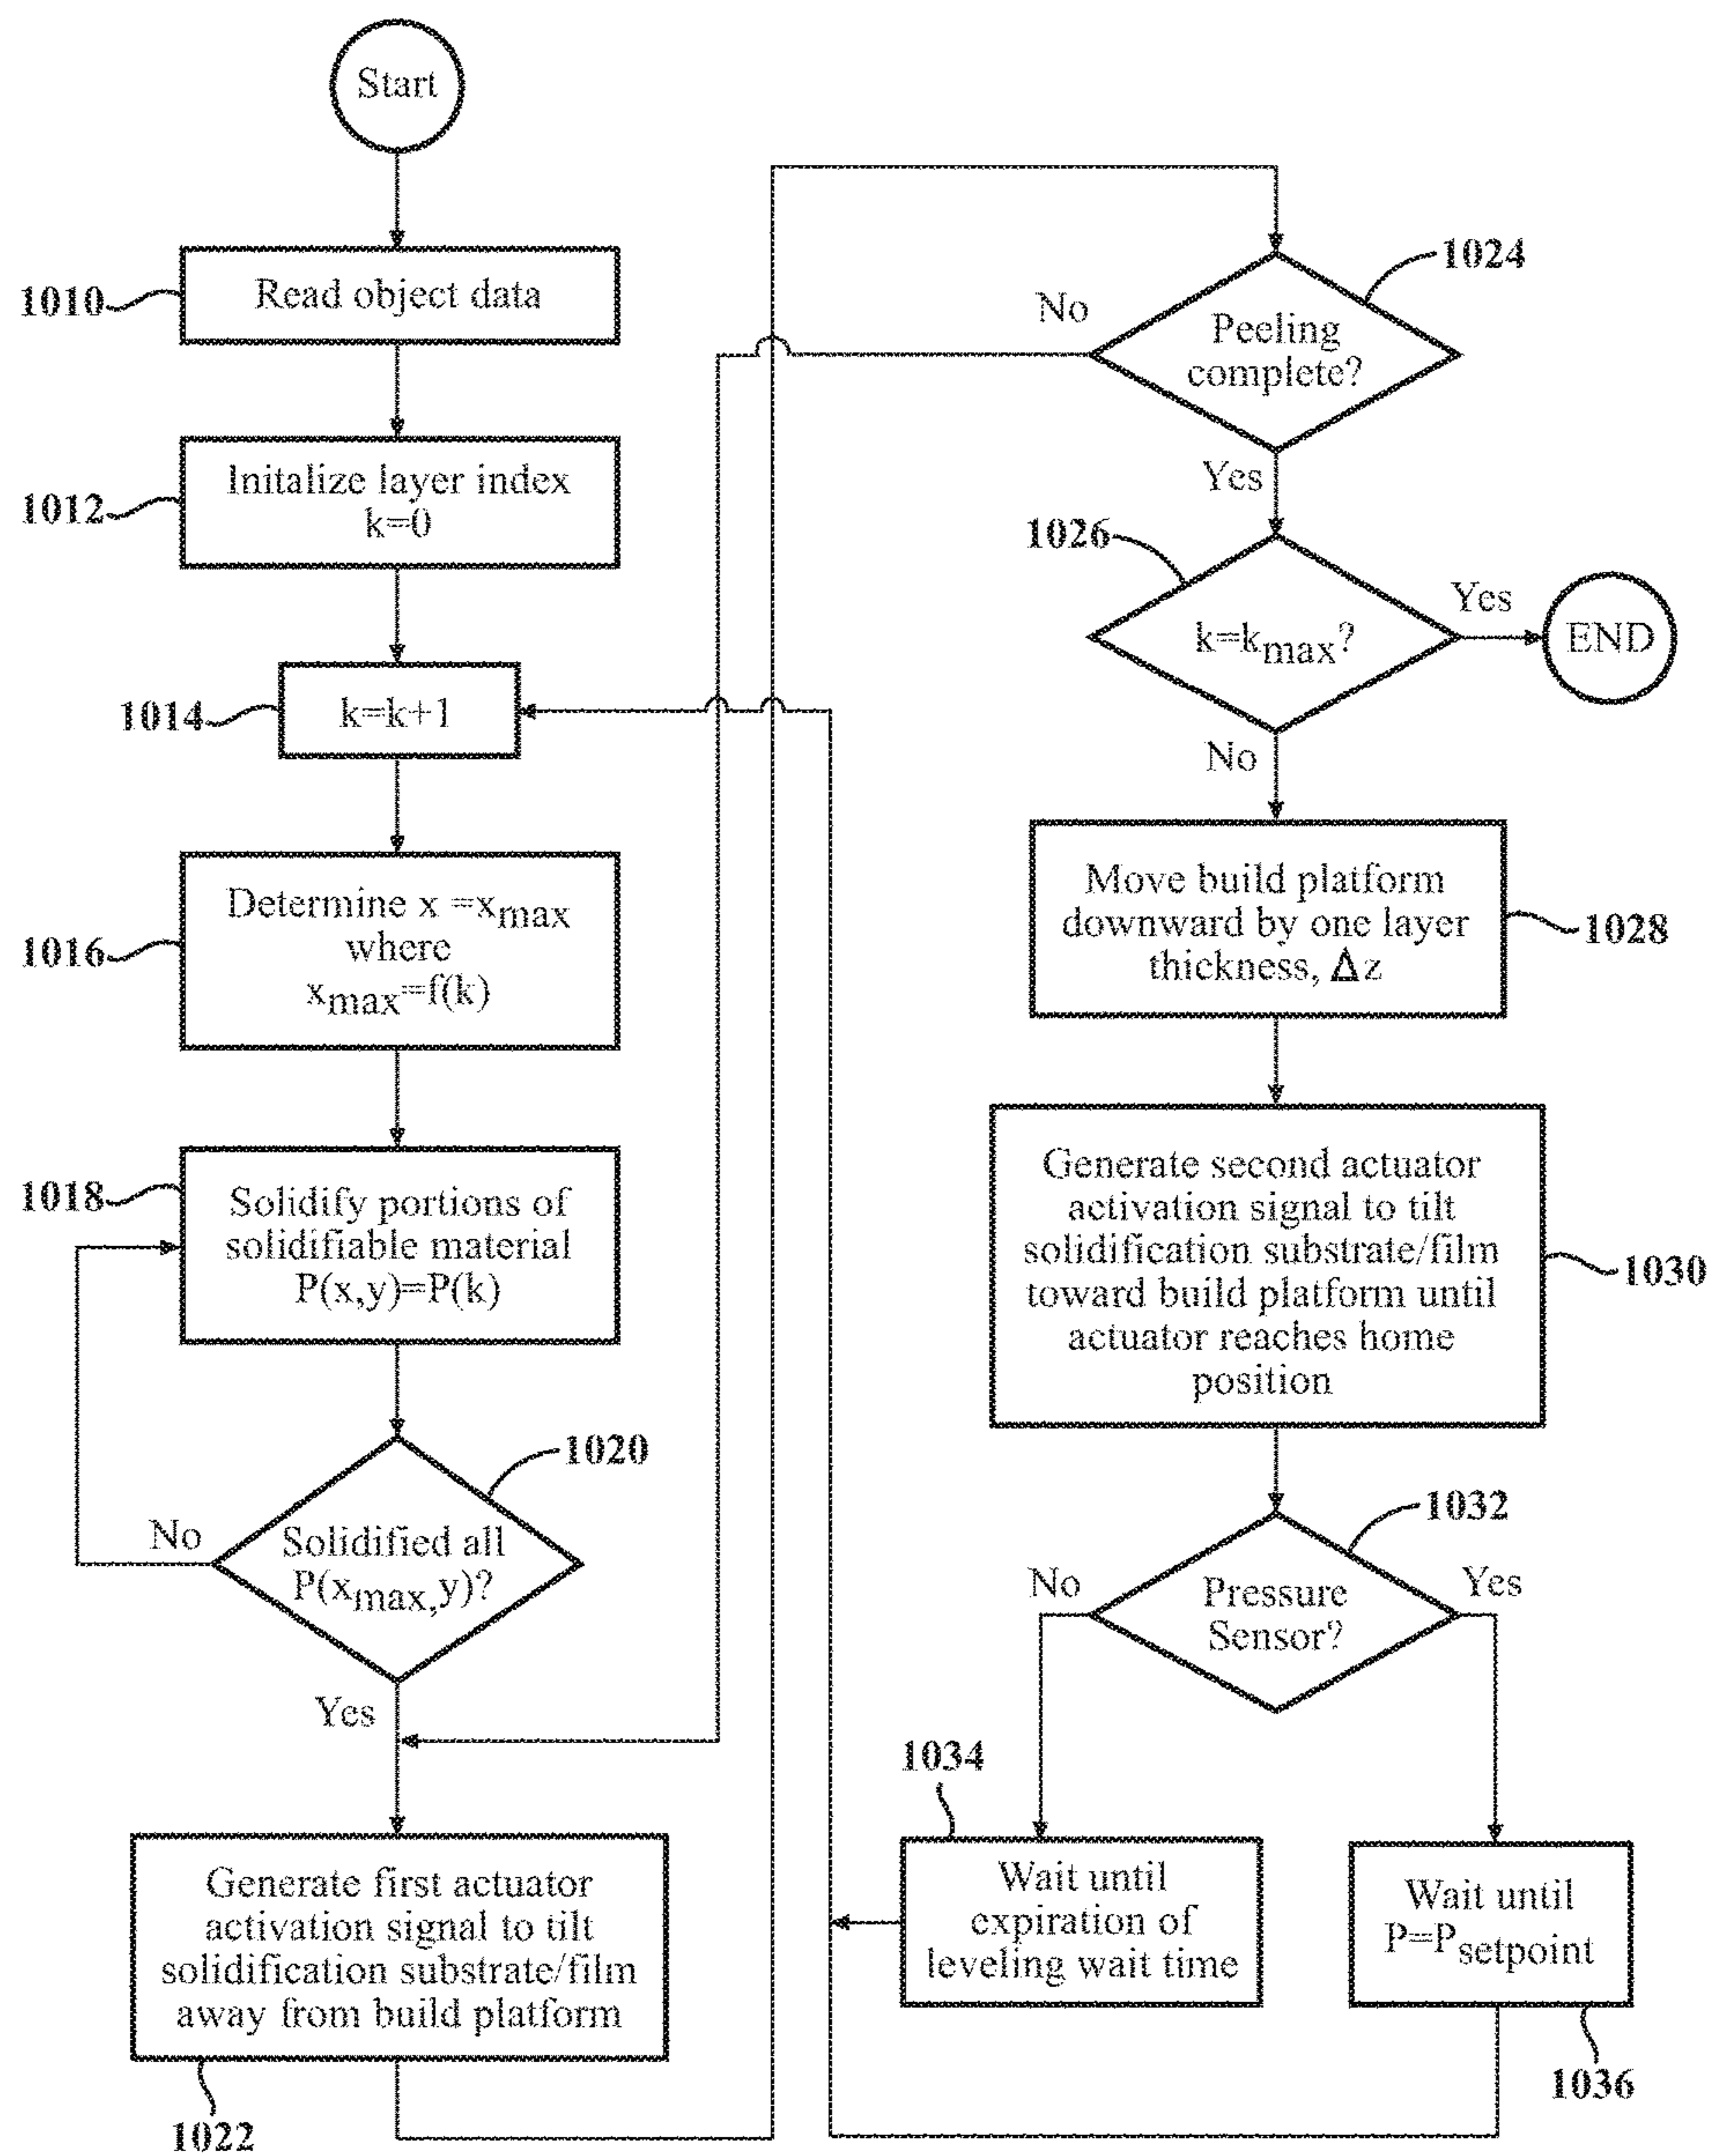 Start
1010
Read object data
1012
Initalize layer index
k=0
1014
k=k+1
1016
Determine x =xmax
where
xmax=f(k)
1018
Solidify portions of
solidifiable material
P(x,y)=P(k)
1020
No
Solidified all
P(xmax,y)?
Yes
Generate first actuator
activation signal to tilt
solidification substrate/film
away from build platform
1022
1024
No
Peeling
complete?
Yes
1026
k=kmax?
Yes
END
No
Move build platform
downward by one layer
thickness, Δz
1028
Generate second actuator
activation signal to tilt
solidification substrate/film
toward build platform until
actuator reaches home
position
1030
1032
No
Pressure
Sensor?
Yes
1034
Wait until
expiration of
leveling wait time
Wait until
P=Psetpoint
1036